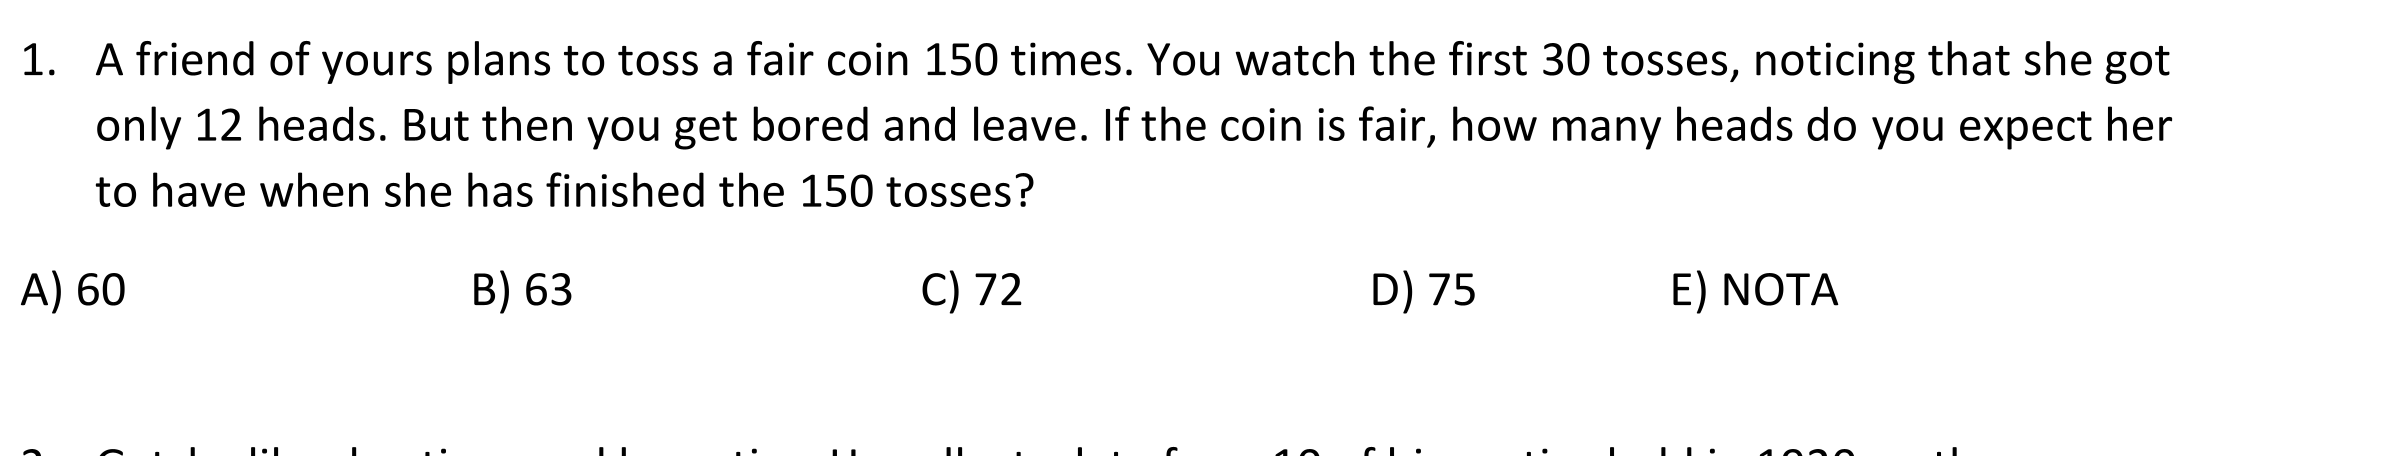 1. A friend of yours plans to toss a fair coin 150 times. You watch the first 30 tosses, noticing that she got
only 12 heads. But then you get bored and leave. If the coin is fair, how many heads do you expect her
to have when she has finished the 150 tosses?
A) 60 B) 63 C) 72 D) 75 E) NOTA